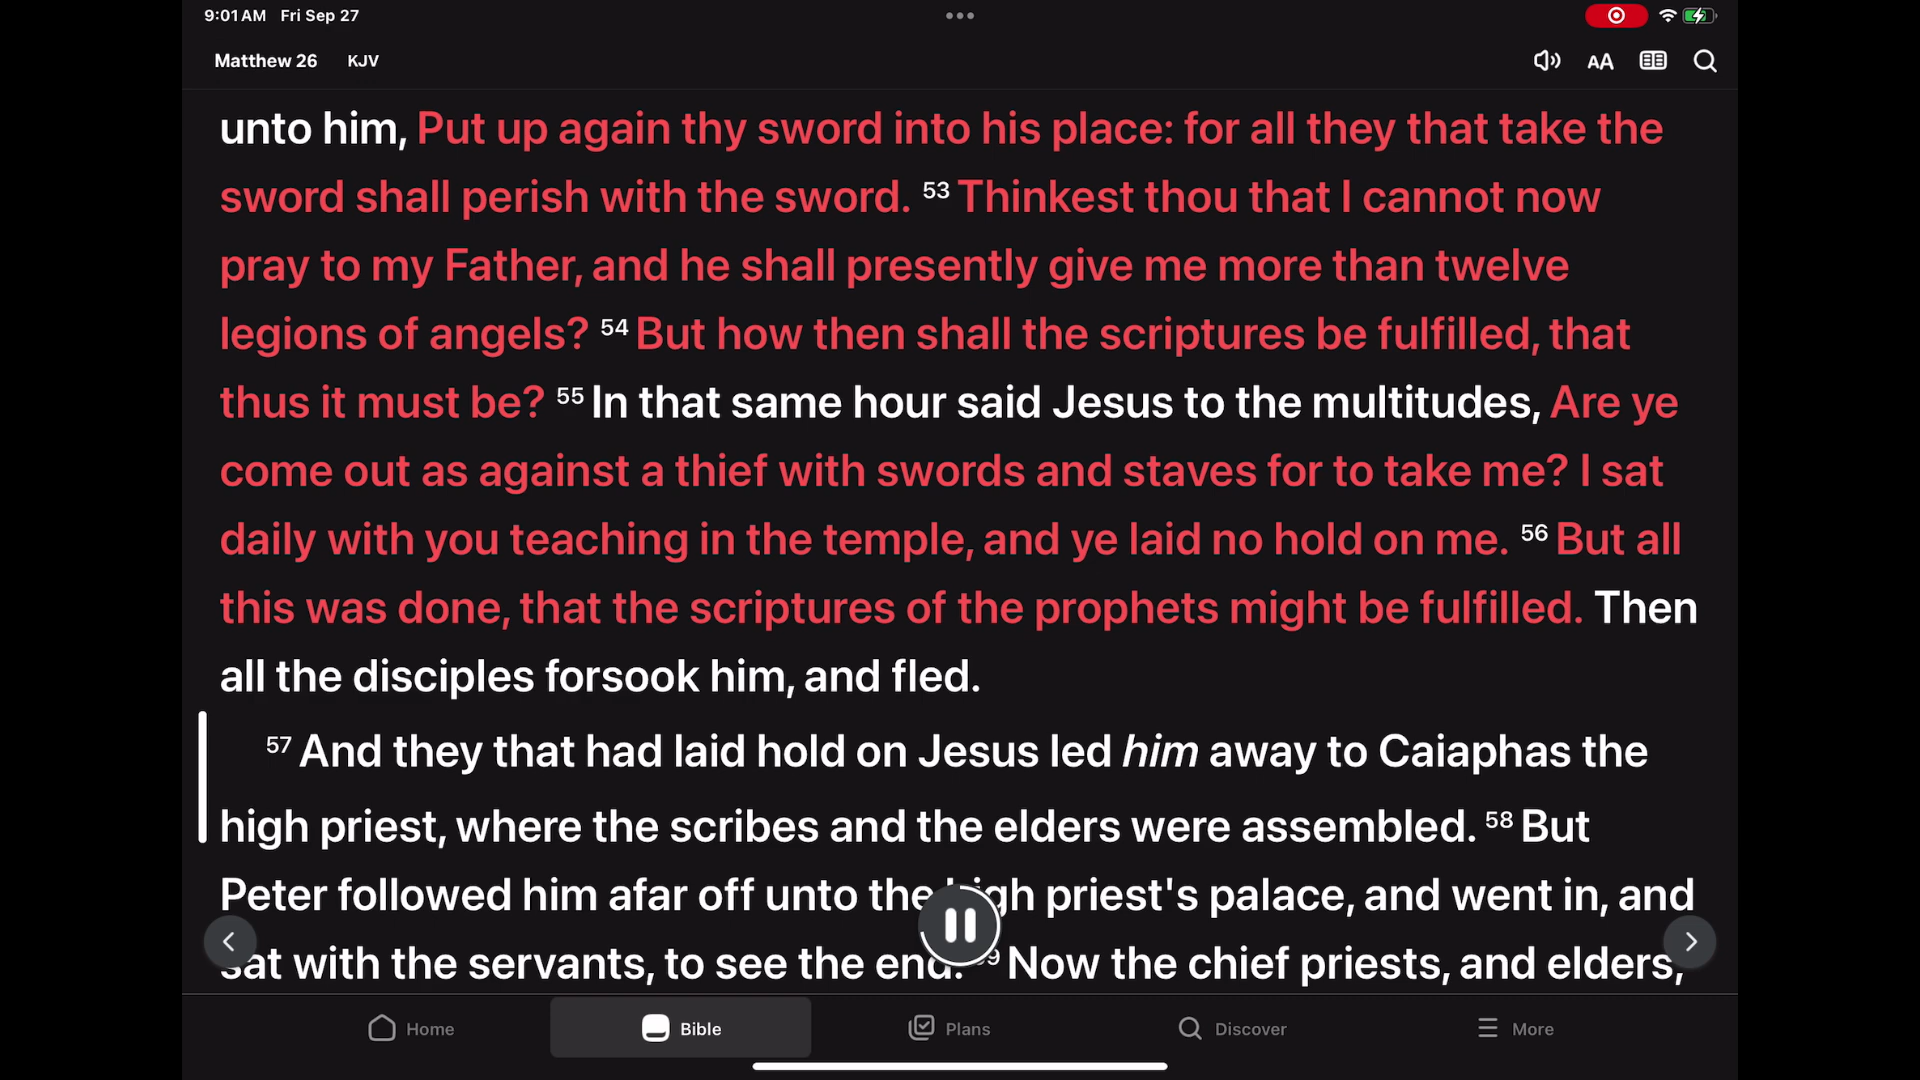 9:01 AM Fri Sep 27
Matthew 26 KJV
AA
unto him, Put up again thy sword into his place: for all they that take the
sword shall perish with the sword. 53 Thinkest thou that I cannot now
pray to my Father, and he shall presently give me more than twelve
legions of angels? 54 But how then shall the scriptures be fulfilled, that
thus it must be? 55 In that same hour said Jesus to the multitudes, Are ye
come out as against a thief with swords and staves for to take me? I sat
daily with you teaching in the temple, and ye laid no hold on me. 56 But all
this was done, that the scriptures of the prophets might be fulfilled. Then
all the disciples forsook him, and fled.
57 And they that had laid hold on Jesus led him away to Caiaphas the
high priest, where the scribes and the elders were assembled. 58 But
Peter followed him afar off unto the high priest's palace, and went in, and
sat with the servants, to see the end. 59 Now the chief priests, and elders,
Home Bible Plans Discover More